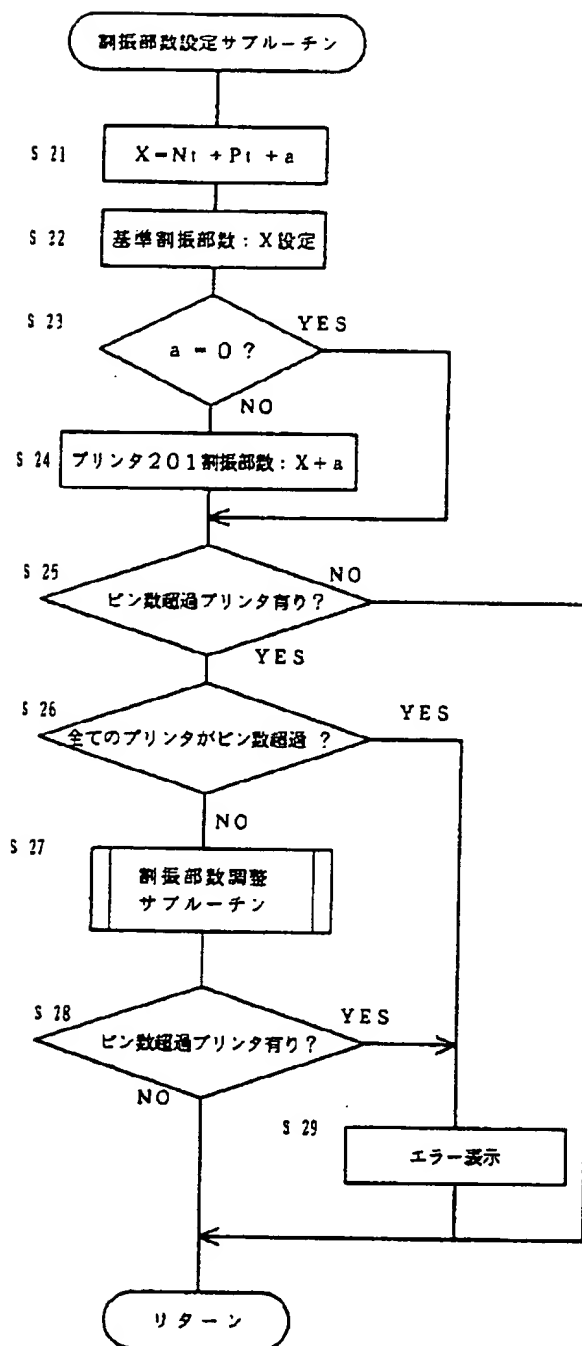 割振部数設定サブルーチン
S 21
X=Nt + Pt + a
S 22
基準割振部数：X設定
S 23
a = 0 ?
YES
NO
S 24
プリンタ201割振部数：X+a
S 25
ビン数超過プリンタ有り？
NO
YES
S 26
全てのプリンタがビン数超過 ?
YES
NO
S 27
割振部数調整
サブルーチン
S 28
ビン数超過プリンタ有り？
YES
NO
S 29
エラー表示
リターン